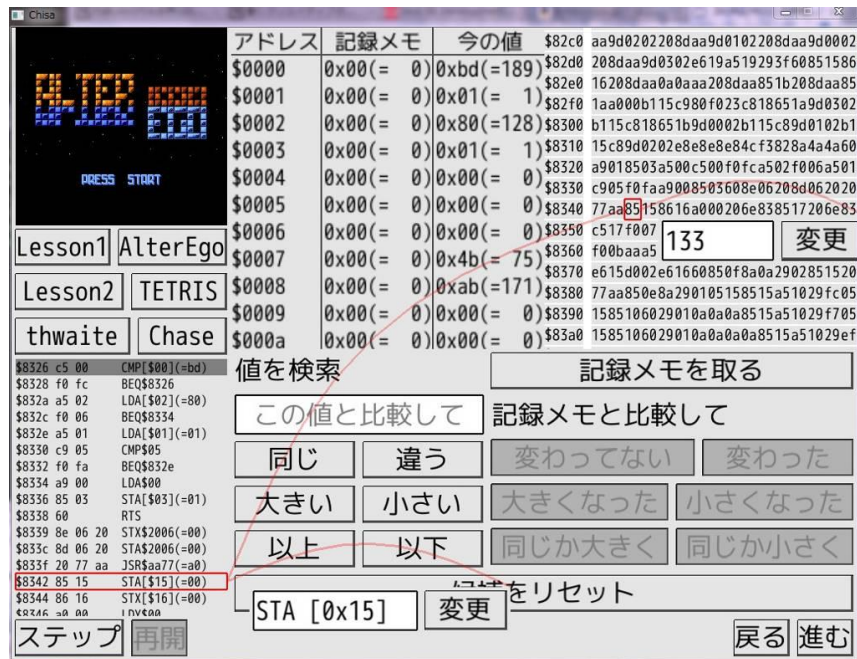 Chisa
ALTER EGO
PRESS START
Lesson1 AlterEgo
Lesson2 TETRIS
thwaite Chase
$8326 c5 00 CMP[$00](=bd)
$8328 f0 fc BEQ$8326
$832a a5 02 LDA[$02](=80)
$832c f0 06 BEQ$8334
$832e a5 01 LDA[$01](=01)
$8330 c9 05 CMP$05
$8332 f0 fa BEQ$832e
$8334 a9 00 LDA$00
$8336 85 03 STA[$03](=01)
$8338 60 RTS
$8339 8e 06 20 STX$2006(=00)
$833c 8d 06 20 STA$2006(=00)
$833f 20 77 aa JSR$aa77(=a0)
$8342 85 15 STA[$15](=00)
$8344 86 16 STX[$16](=00)
$8346 a0 00 LDY$00
ステップ 再開
アドレス 記録メモ 今の値
$0000 0x00(= 0) 0xbd(=189)
$0001 0x00(= 0) 0x01(= 1)
$0002 0x00(= 0) 0x80(=128)
$0003 0x00(= 0) 0x01(= 1)
$0004 0x00(= 0) 0x00(= 0)
$0005 0x00(= 0) 0x00(= 0)
$0006 0x00(= 0) 0x00(= 0)
$0007 0x00(= 0) 0x4b(= 75)
$0008 0x00(= 0) 0xab(=171)
$0009 0x00(= 0) 0x00(= 0)
$000a 0x00(= 0) 0x00(= 0)
$82c0 aa9d0202208daa9d0102208daa9d0002
$82d0 208daa9d0302e619a519293f60851586
$82e0 16208daa0a0aaa208daa851b208daa85
$82f0 1aa000b115c980f023c818651a9d0302
$8300 b115c818651b9d0002b115c89d0102b1
$8310 15c89d0202e8e8e8e84cf3828a4a4a60
$8320 a9018503a500c500f0fca502f006a501
$8330 c905f0faa9008503608e06208d062020
$8340 77aa85158616a000206e838517206e83
$8350 c517f007
$8360 f00baaa5
133 変更
$8370 e615d002e61660850f8a0a2902851520
$8380 77aa850e8a290105158515a51029fc05
$8390 1585106029010a0a0a8515a51029f705
$83a0 1585106029010a0a0a0a8515a51029ef
値を検索
記録メモを取る
この値と比較して
記録メモと比較して
同じ 違う 変わってない 変わった
大きい 小さい 大きくなった 小さくなった
以上 以下 同じか大きく 同じか小さく
をリセット
STA [0x15] 変更
戻る 進む